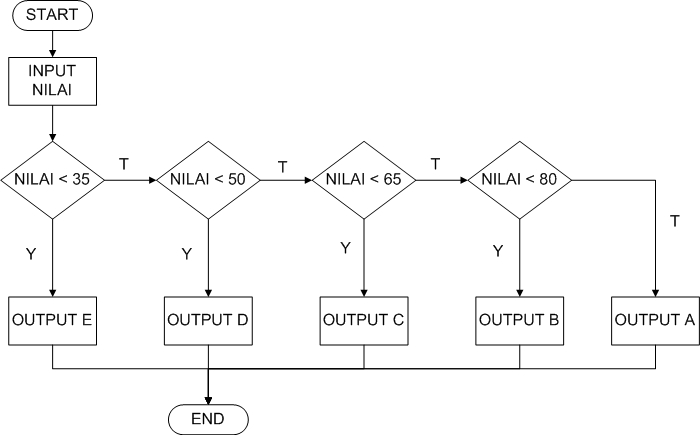 START
INPUT
NILAI
NILAI < 35
T
NILAI < 50
T
NILAI < 65
T
NILAI < 80
T
Y
Y
Y
Y
OUTPUT E
OUTPUT D
OUTPUT C
OUTPUT B
OUTPUT A
END